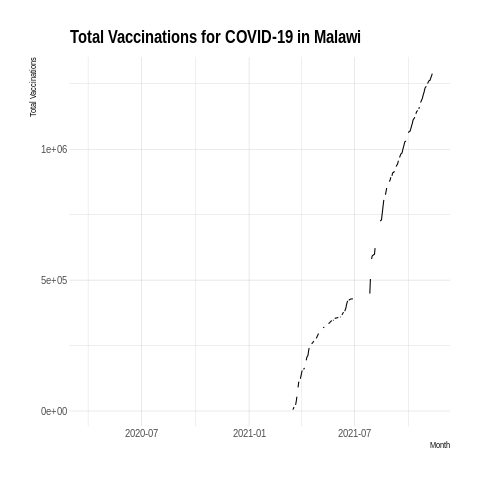 Total Vaccinations for COVID-19 in Malawi
Total Vaccinations
1e+06
5e+05
0e+00
2020-07
2021-01
2021-07
Month